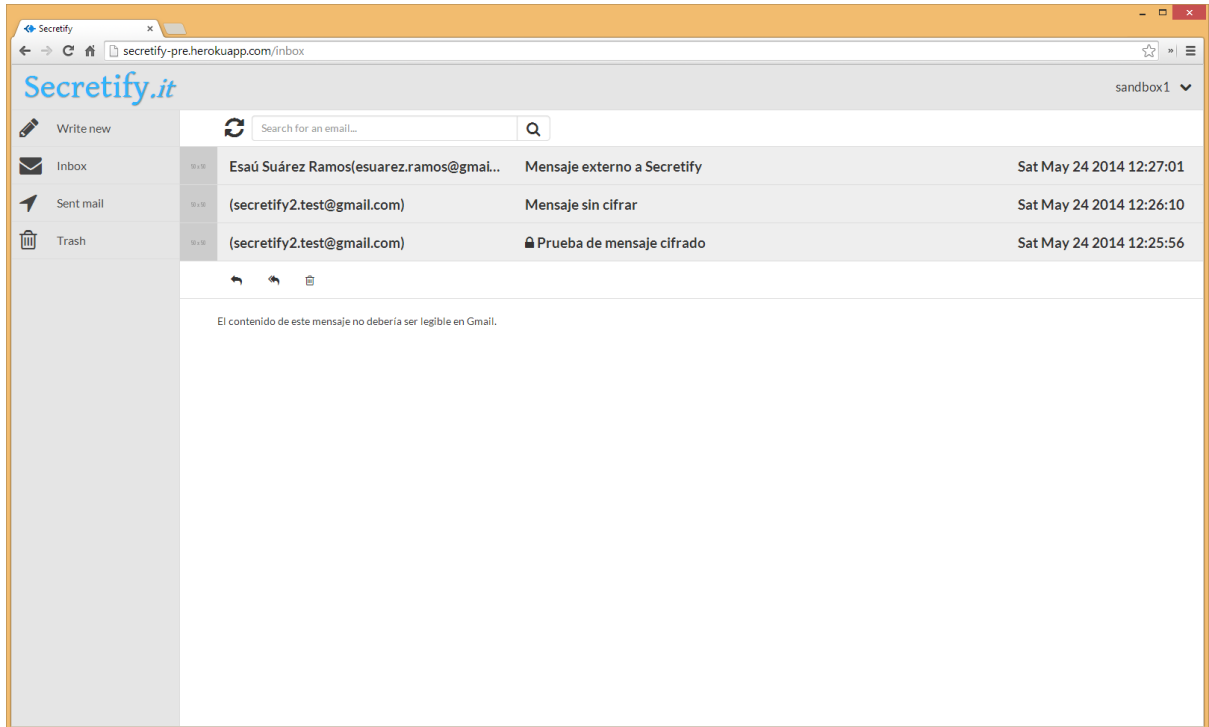 Secretify
secretify-pre.herokuapp.com/inbox
Secretify.it
sandbox1
Write new
Search for an email...
Inbox
Esaú Suárez Ramos(esuarez.ramos@gmai... Mensaje externo a Secretify Sat May 24 2014 12:27:01
Sent mail
(secretify2.test@gmail.com) Mensaje sin cifrar Sat May 24 2014 12:26:10
Trash
(secretify2.test@gmail.com) Prueba de mensaje cifrado Sat May 24 2014 12:25:56
El contenido de este mensaje no debería ser legible en Gmail.